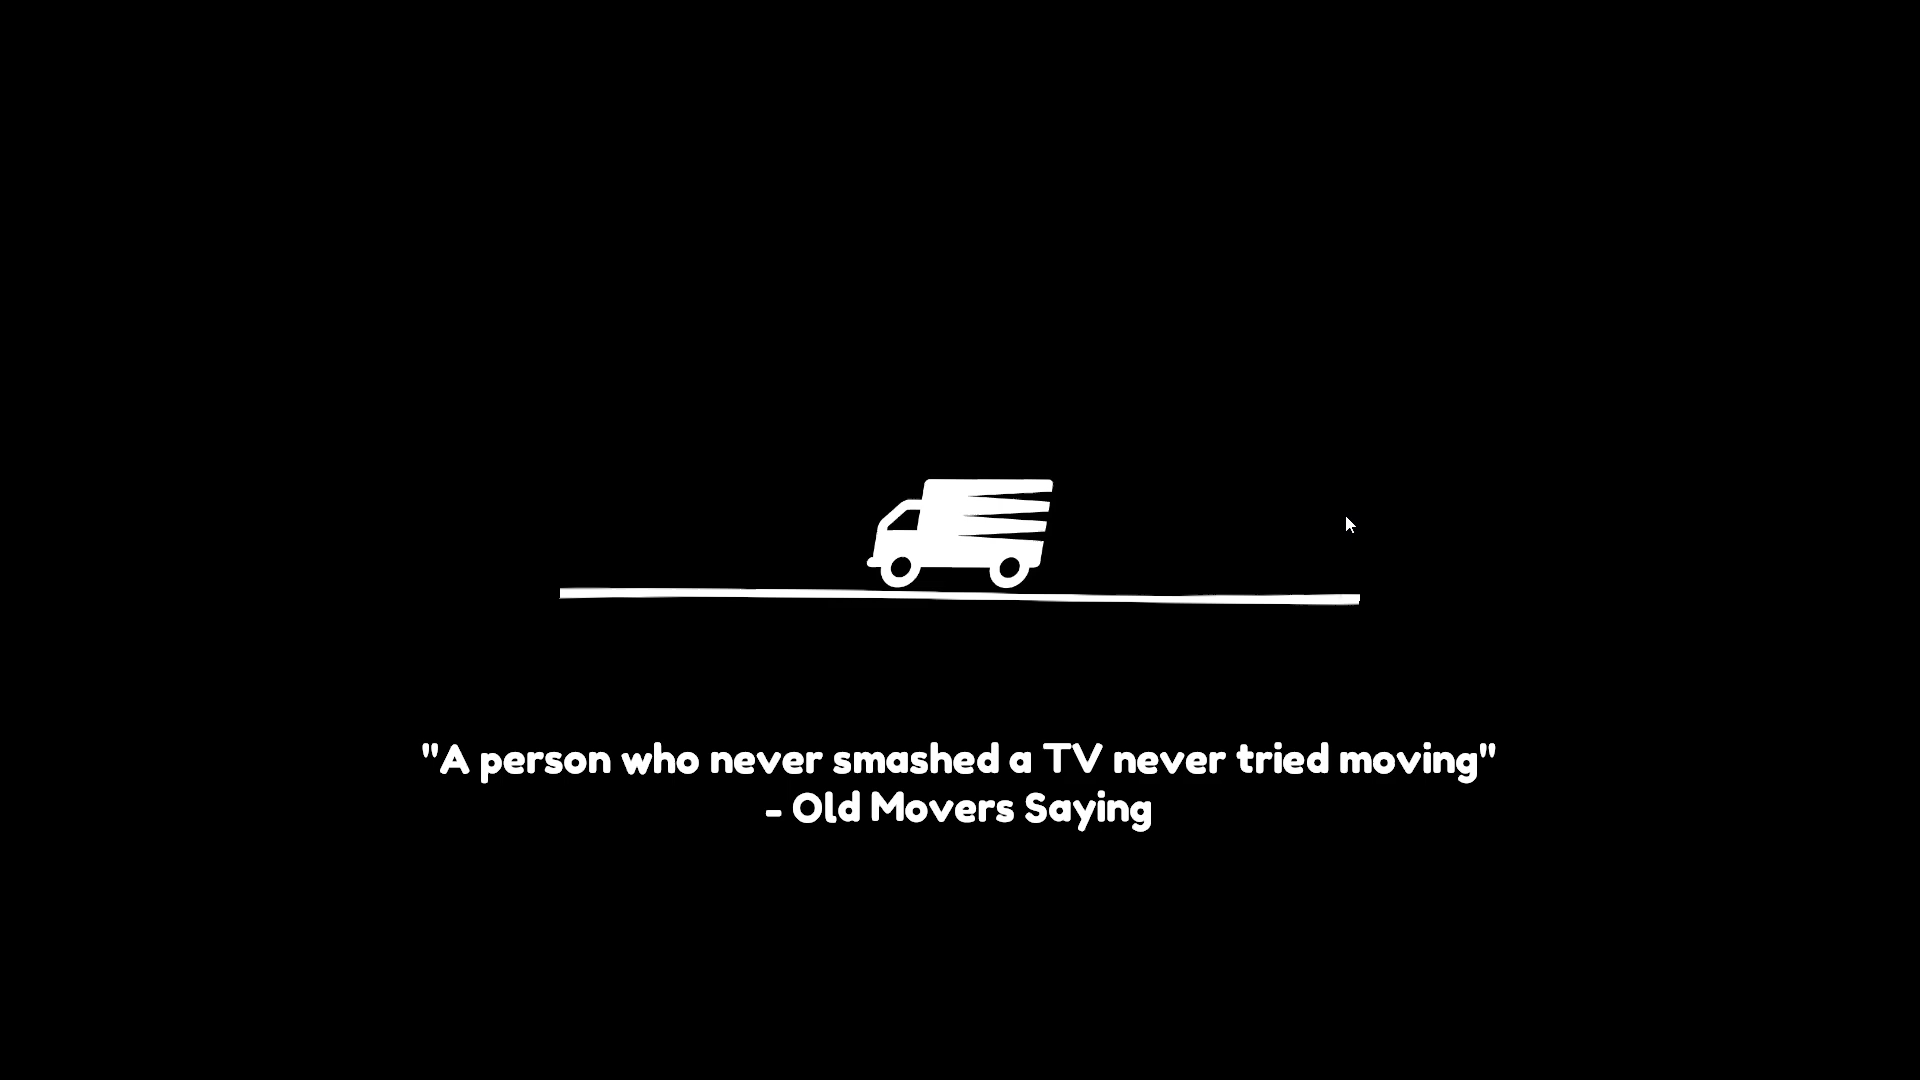 "A person who never smashed a TV never tried moving"
- Old Movers Saying